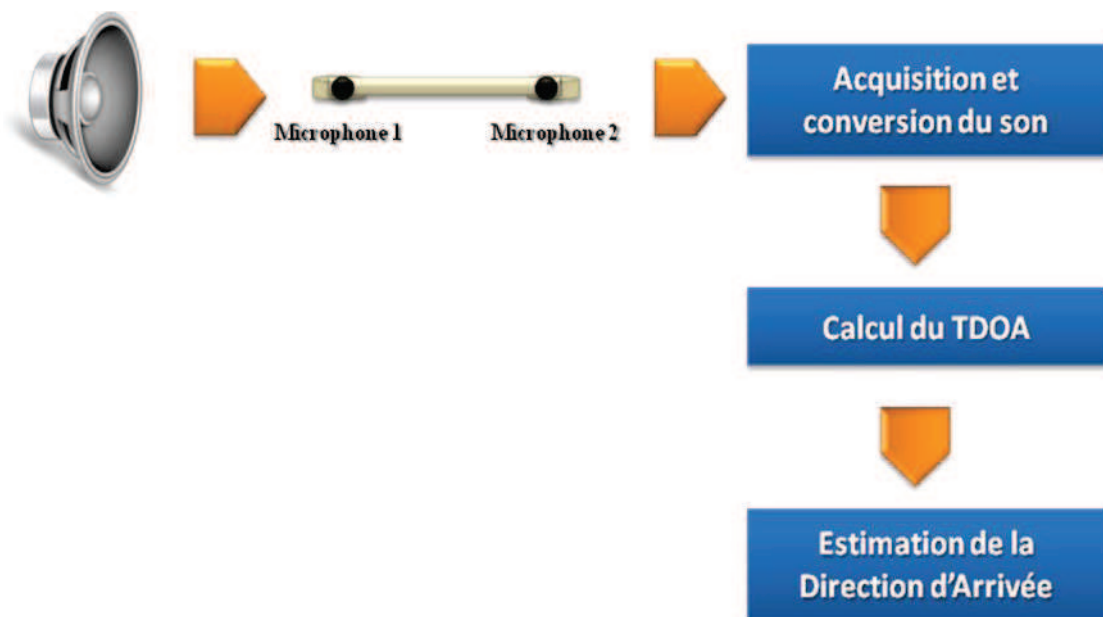 Microphone 1
Microphone 2
Acquisition et
conversion du son
Calcul du TDOA
Estimation de la
Direction d'Arrivée